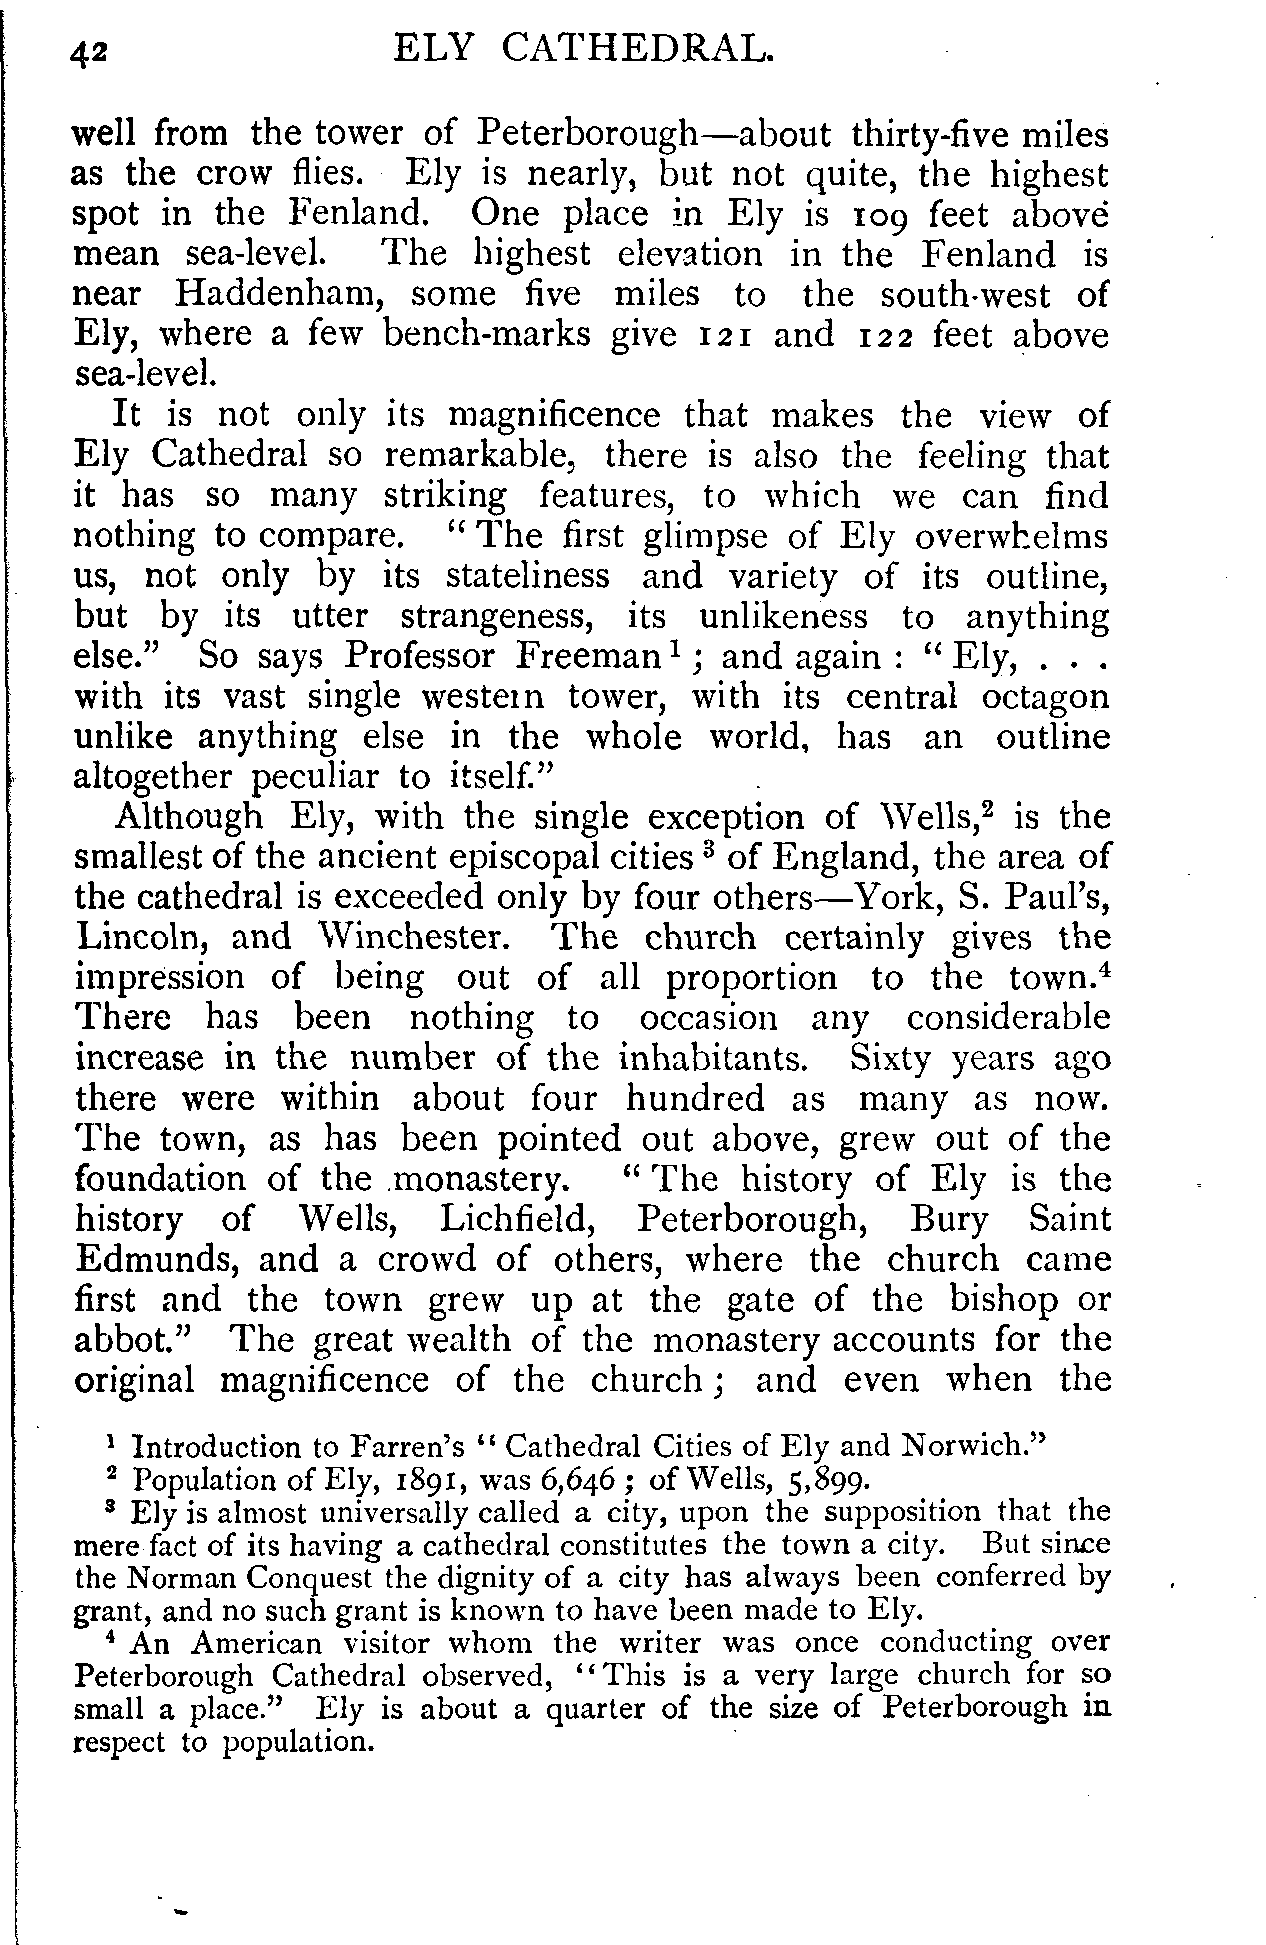 42 ELY CATHEDRAL.
well from the tower of Peterborough—about thirty-five miles
as the crow flies. Ely is nearly, but not quite, the highest
spot in the Fenland. One place in Ely is 109 feet above
mean sea-level. The highest elevation in the Fenland is
near Haddenham, some five miles to the south-west of
Ely, where a few bench-marks give 121 and 122 feet above
sea-level.
It is not only its magnificence that makes the view of
Ely Cathedral so remarkable, there is also the feeling that
it has so many striking features, to which we can find
nothing to compare. “ The first glimpse of Ely overwhelms
us, not only by its stateliness and variety of its outline,
but by its utter strangeness, its unlikeness to anything
else.” So says Professor Freeman ¹ ; and again : “ Ely, . . .
with its vast single western tower, with its central octagon
unlike anything else in the whole world, has an outline
altogether peculiar to itself.”
Although Ely, with the single exception of Wells,² is the
smallest of the ancient episcopal cities ³ of England, the area of
the cathedral is exceeded only by four others—York, S. Paul’s,
Lincoln, and Winchester. The church certainly gives the
impression of being out of all proportion to the town.⁴
There has been nothing to occasion any considerable
increase in the number of the inhabitants. Sixty years ago
there were within about four hundred as many as now.
The town, as has been pointed out above, grew out of the
foundation of the monastery. “ The history of Ely is the
history of Wells, Lichfield, Peterborough, Bury Saint
Edmunds, and a crowd of others, where the church came
first and the town grew up at the gate of the bishop or
abbot.” The great wealth of the monastery accounts for the
original magnificence of the church ; and even when the
¹ Introduction to Farren’s “ Cathedral Cities of Ely and Norwich.”
² Population of Ely, 1891, was 6,646 ; of Wells, 5,899.
³ Ely is almost universally called a city, upon the supposition that the
mere fact of its having a cathedral constitutes the town a city. But since
the Norman Conquest the dignity of a city has always been conferred by
grant, and no such grant is known to have been made to Ely.
⁴ An American visitor whom the writer was once conducting over
Peterborough Cathedral observed, “This is a very large church for so
small a place.” Ely is about a quarter of the size of Peterborough in
respect to population.